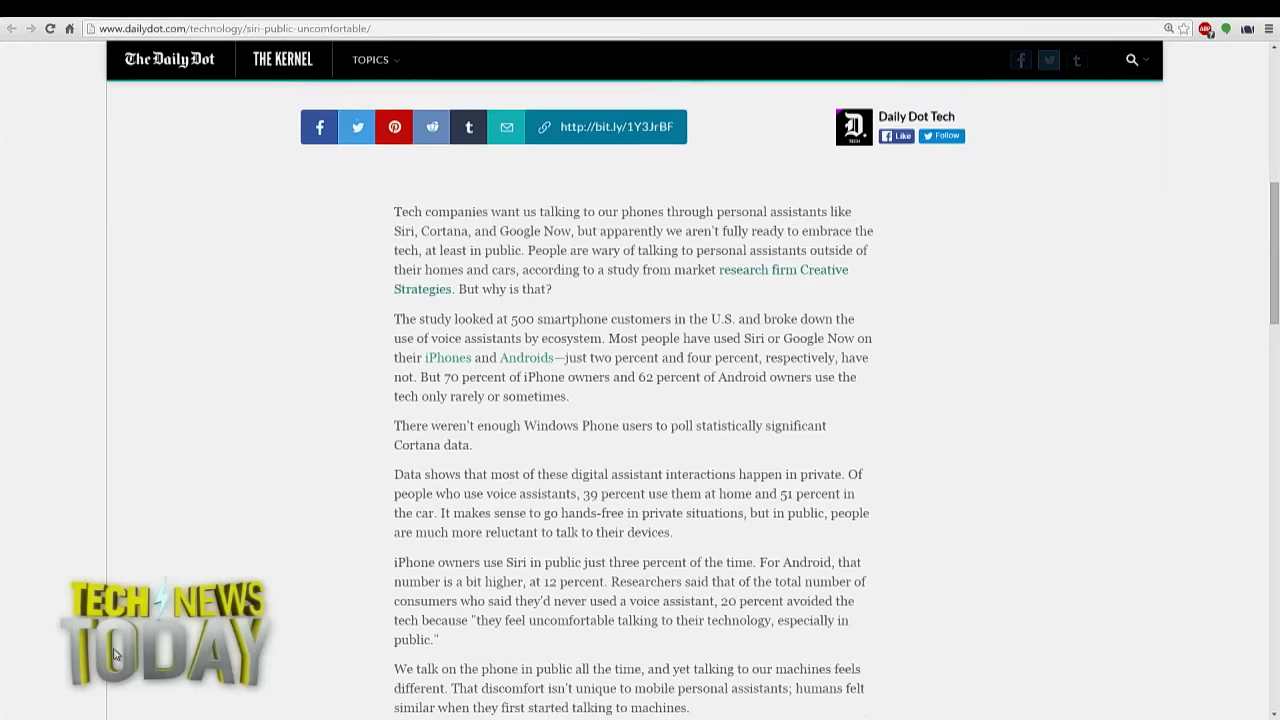 www.dailydot.com/technology/siri-public-uncomfortable/
The Daily Dot
THE KERNEL
TOPICS
http://bit.ly/1Y3JrBF
Daily Dot Tech
Like
Follow
D.
TECH
Tech companies want us talking to our phones through personal assistants like
Siri, Cortana, and Google Now, but apparently we aren't fully ready to embrace the
tech, at least in public. People are wary of talking to personal assistants outside of
their homes and cars, according to a study from market research firm Creative
Strategies. But why is that?
The study looked at 500 smartphone customers in the U.S. and broke down the
use of voice assistants by ecosystem. Most people have used Siri or Google Now on
their iPhones and Androids—just two percent and four percent, respectively, have
not. But 70 percent of iPhone owners and 62 percent of Android owners use the
tech only rarely or sometimes.
There weren't enough Windows Phone users to poll statistically significant
Cortana data.
Data shows that most of these digital assistant interactions happen in private. Of
people who use voice assistants, 39 percent use them at home and 51 percent in
the car. It makes sense to go hands-free in private situations, but in public, people
are much more reluctant to talk to their devices.
iPhone owners use Siri in public just three percent of the time. For Android, that
number is a bit higher, at 12 percent. Researchers said that of the total number of
consumers who said they'd never used a voice assistant, 20 percent avoided the
tech because "they feel uncomfortable talking to their technology, especially in
public."
We talk on the phone in public all the time, and yet talking to our machines feels
different. That discomfort isn't unique to mobile personal assistants; humans felt
similar when they first started talking to machines.
TECH NEWS
TODAY